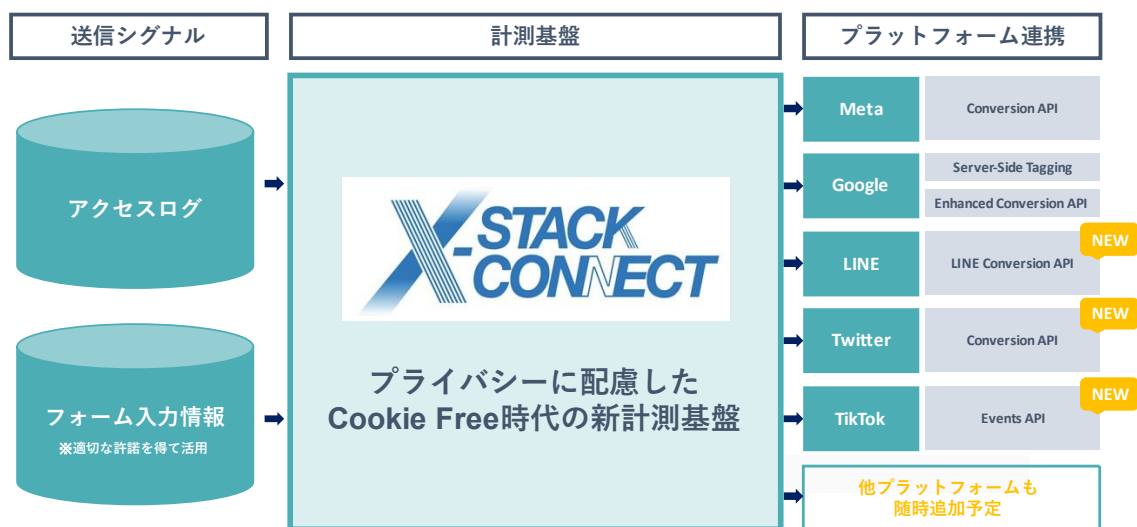 送信シグナル
計測基盤
プラットフォーム連携
アクセスログ
フォーム入力情報
※適切な許諾を得て活用
X-STACK
CONNECT
プライバシーに配慮した
Cookie Free時代の新計測基盤
Meta
Conversion API
Google
Server-Side Tagging
Enhanced Conversion API
LINE
LINE Conversion API
NEW
Twitter
Conversion API
NEW
TikTok
Events API
NEW
他プラットフォームも
随時追加予定